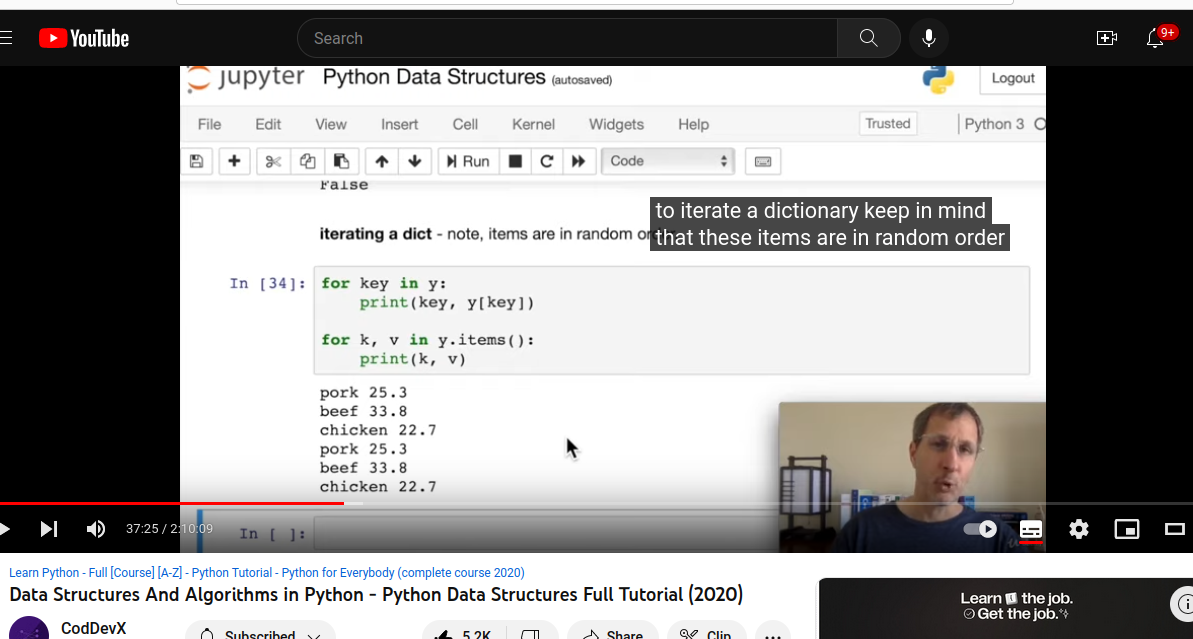 YouTube
Search
9+
jupyter Python Data Structures (autosaved)
Logout
File Edit View Insert Cell Kernel Widgets Help
Trusted
Python 3
Run
Code
False
to iterate a dictionary keep in mind
that these items are in random order
iterating a dict - note, items are in random
In [34]:
for key in y:
print(key, y[key])
for k, v in y.items():
print(k, v)
pork 25.3
beef 33.8
chicken 22.7
pork 25.3
beef 33.8
chicken 22.7
37:25 / 2:10:09
In [ ]:
Learn Python - Full [Course] [A-Z] - Python Tutorial - Python for Everybody (complete course 2020)
Data Structures And Algorithms in Python - Python Data Structures Full Tutorial (2020)
CodDevX
Subscribed
5.2K
Share
Clip
Learn the job.
Get the job.